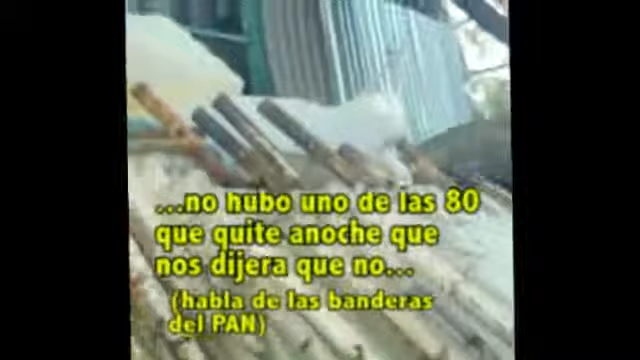 ...no hubo uno de las 80
que quite anoche que
nos dijera que no...
(habla de las banderas
del PAN)